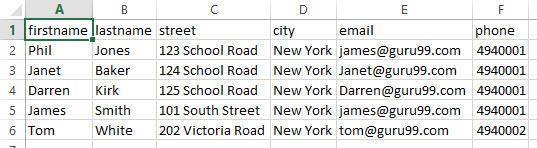 A B C D E F
1 firstname lastname street city email phone
2 Phil Jones 123 School Road New York james@guru99.com 4940001
3 Janet Baker 124 School Road New York Janet@guru99.com 4940001
4 Darren Kirk 125 School Road New York Darren@guru99.com 4940001
5 James Smith 101 South Street New York james@guru99.com 4940001
6 Tom White 202 Victoria Road New York tom@guru99.com 4940002